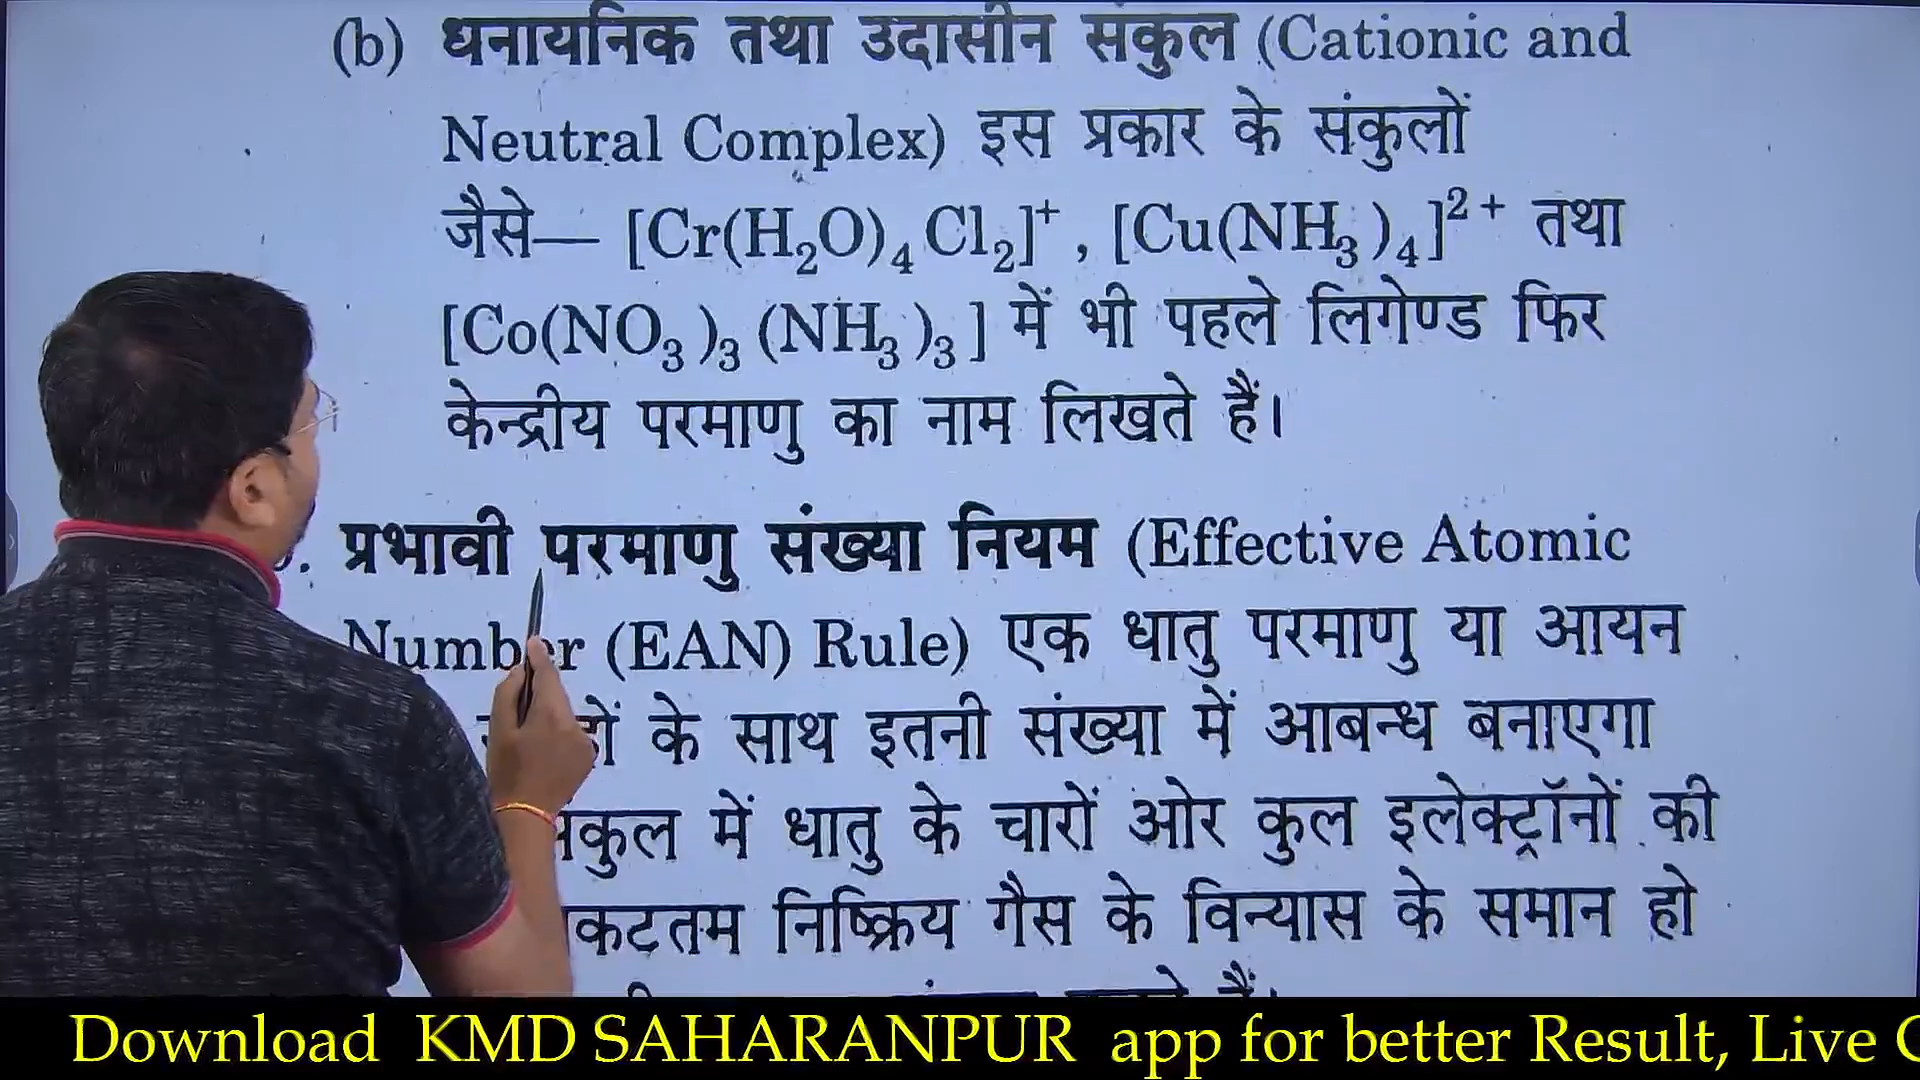 (b) धनायनिक तथा उदासीन संकुल (Cationic and
Neutral Complex) इस प्रकार के संकुलों
जैसे— [Cr(H₂O)₄Cl₂]⁺, [Cu(NH₃)₄]²⁺ तथा
[Co(NO₃)₃(NH₃)₃] में भी पहले लिगेण्ड फिर
केन्द्रीय परमाणु का नाम लिखते हैं।
प्रभावी परमाणु संख्या नियम (Effective Atomic
Number (EAN) Rule) एक धातु परमाणु या आयन
के साथ इतनी संख्या में आबन्ध बनाएगा
में धातु के चारों ओर कुल इलेक्ट्रॉनों की
निष्क्रिय गैस के विन्यास के समान हो
Download KMD SAHARANPUR app for better Result, Live